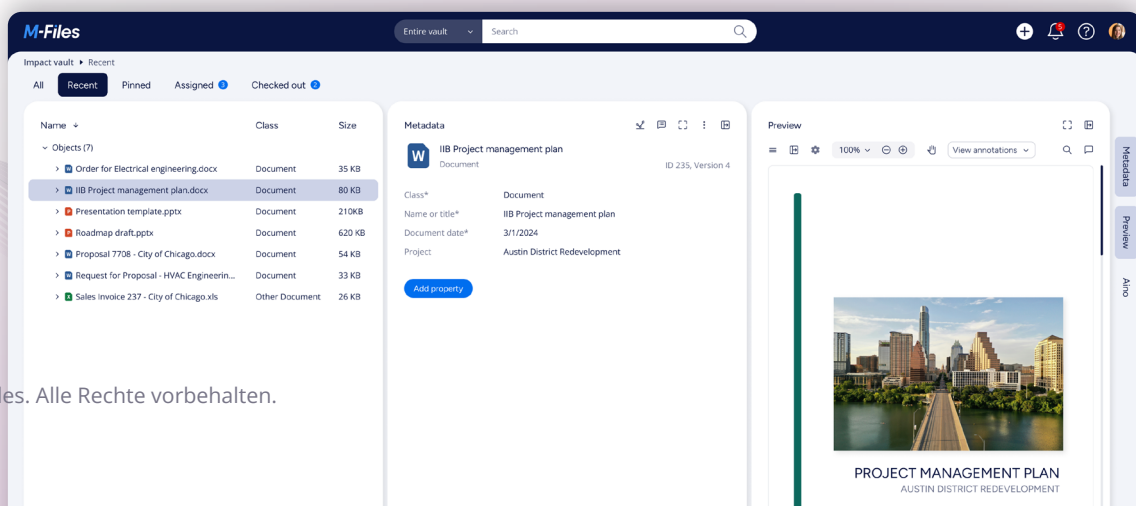 M-Files
Entire vault
Search
5
Impact vault Recent
All
Recent
Pinned
Assigned 3
Checked out 2
Name Class Size
Objects (7)
Order for Electrical engineering.docx Document 35 KB
IIB Project management plan.docx Document 80 KB
Presentation template.pptx Document 210KB
Roadmap draft.pptx Document 620 KB
Proposal 7708 - City of Chicago.docx Document 54 KB
Request for Proposal - HVAC Engineerin... Document 33 KB
Sales Invoice 237 - City of Chicago.xls Other Document 26 KB
les. Alle Rechte vorbehalten.
Metadata
W
IIB Project management plan
Document
ID 235, Version 4
Class* Document
Name or title* IIB Project management plan
Document date* 3/1/2024
Project Austin District Redevelopment
Add property
Preview
100%
View annotations
PROJECT MANAGEMENT PLAN
AUSTIN DISTRICT REDEVELOPMENT
Metadata
Preview
Aino